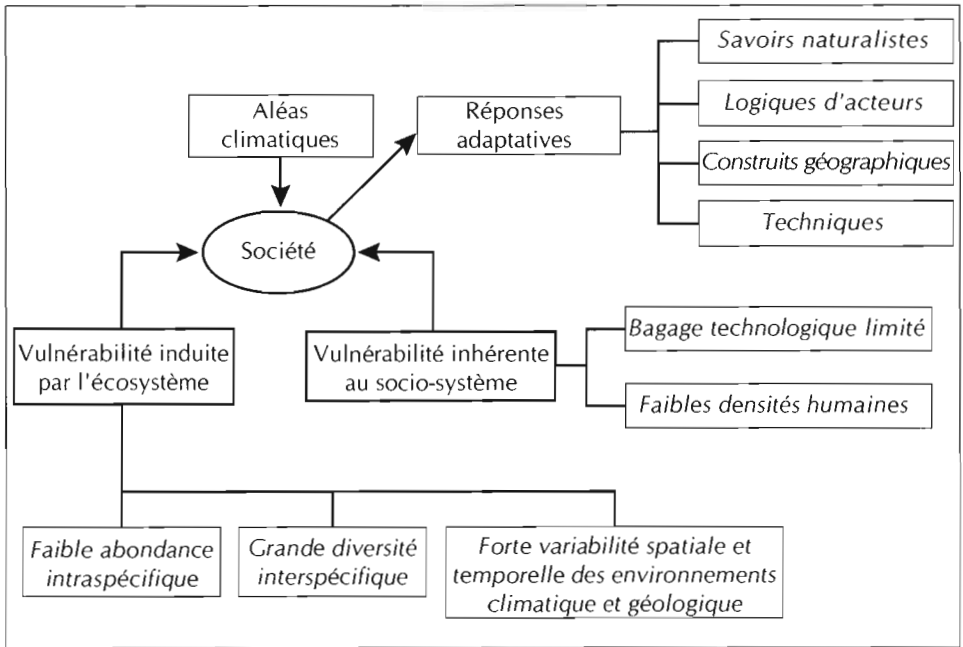 Savoirs naturalistes
Aléas
climatiques
Réponses
adaptatives
Logiques d'acteurs
Construits géographiques
Techniques
Société
Vulnérabilité induite
par l'écosystème
Vulnérabilité inhérente
au socio-système
Bagage technologique limité
Faibles densités humaines
Faible abondance
intraspécifique
Grande diversité
interspécifique
Forte variabilité spatiale et
temporelle des environnements
climatique et géologique